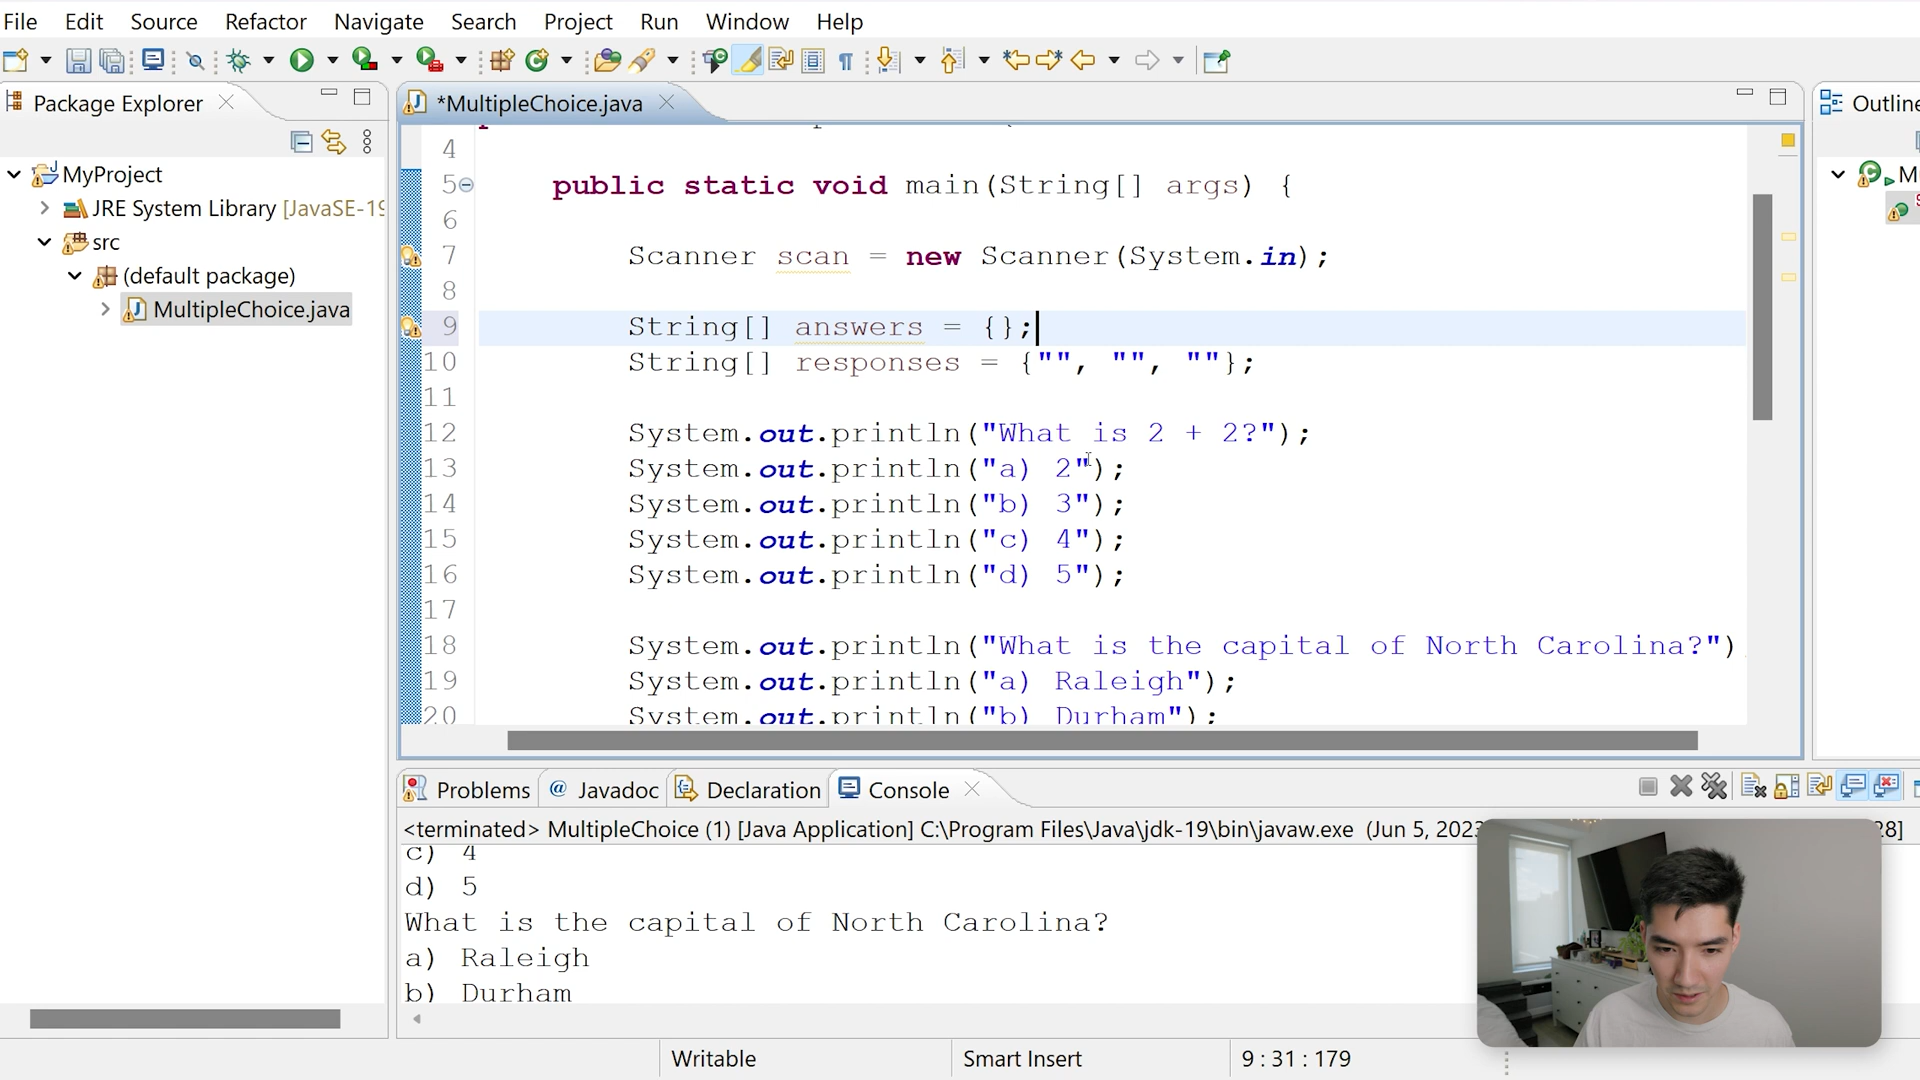 File Edit Source Refactor Navigate Search Project Run Window Help
Package Explorer
*MultipleChoice.java
Outline
MyProject
JRE System Library [JavaSE-19
src
(default package)
MultipleChoice.java
4
5 public static void main(String[] args) {
6
7 Scanner scan = new Scanner(System.in);
8
9 String[] answers = {};
10 String[] responses = {"", "", ""};
11
12 System.out.println("What is 2 + 2?");
13 System.out.println("a) 2");
14 System.out.println("b) 3");
15 System.out.println("c) 4");
16 System.out.println("d) 5");
17
18 System.out.println("What is the capital of North Carolina?")
19 System.out.println("a) Raleigh");
20 System.out.println("b) Durham");
Problems Javadoc Declaration Console
<terminated> MultipleChoice (1) [Java Application] C:\Program Files\Java\jdk-19\bin\javaw.exe (Jun 5, 2023 28]
c) 4
d) 5
What is the capital of North Carolina?
a) Raleigh
b) Durham
Writable Smart Insert 9 : 31 : 179